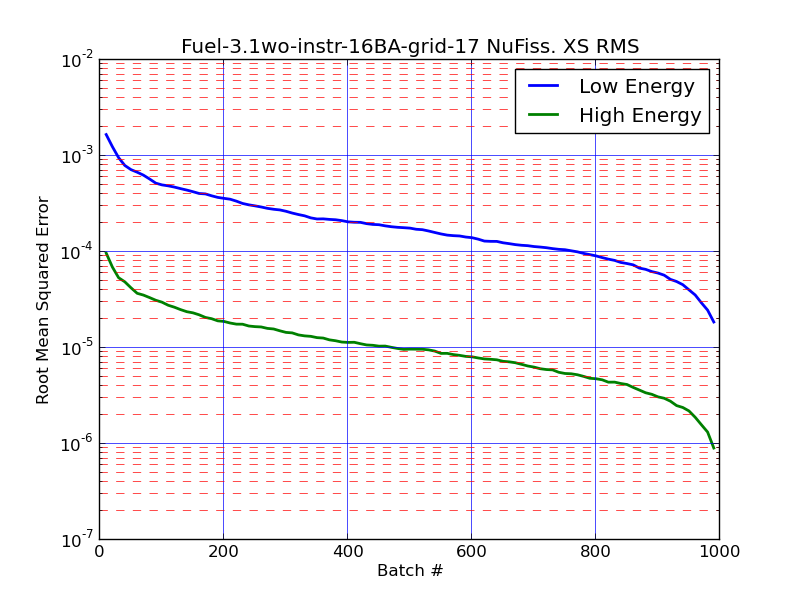 Fuel-3.1wo-instr-16BA-grid-17 NuFiss. XS RMS
Low Energy
High Energy
Root Mean Squared Error
10^-2
10^-3
10^-4
10^-5
10^-6
10^-7
0 200 400 600 800 1000
Batch #